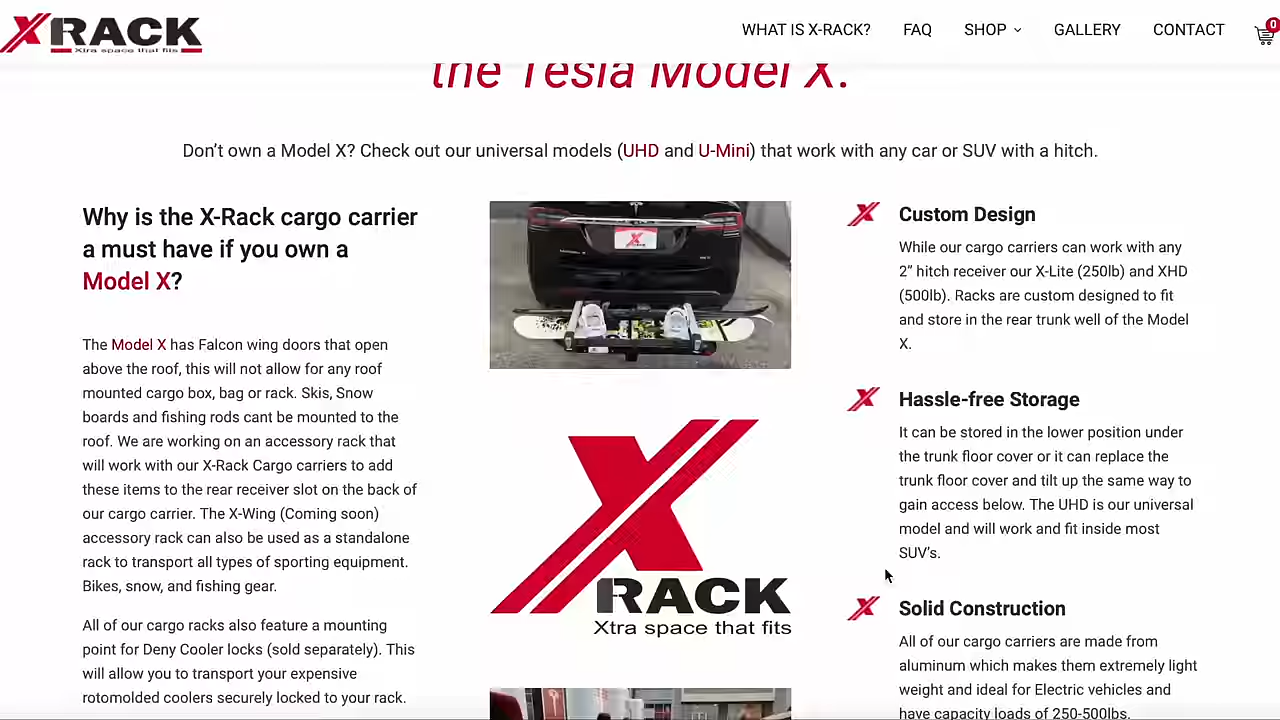 XRACK
Xtra space that fits
WHAT IS X-RACK?
FAQ
SHOP
GALLERY
CONTACT
0
the Tesla Model X.
Don’t own a Model X? Check out our universal models (UHD and U-Mini) that work with any car or SUV with a hitch.
Why is the X-Rack cargo carrier
a must have if you own a
Model X?
The Model X has Falcon wing doors that open
above the roof, this will not allow for any roof
mounted cargo box, bag or rack. Skis, Snow
boards and fishing rods cant be mounted to the
roof. We are working on an accessory rack that
will work with our X-Rack Cargo carriers to add
these items to the rear receiver slot on the back of
our cargo carrier. The X-Wing (Coming soon)
accessory rack can also be used as a standalone
rack to transport all types of sporting equipment.
Bikes, snow, and fishing gear.
All of our cargo racks also feature a mounting
point for Deny Cooler locks (sold separately). This
will allow you to transport your expensive
rotomolded coolers securely locked to your rack.
X RACK
Xtra space that fits
Custom Design
While our cargo carriers can work with any
2” hitch receiver our X-Lite (250lb) and XHD
(500lb). Racks are custom designed to fit
and store in the rear trunk well of the Model
X.
Hassle-free Storage
It can be stored in the lower position under
the trunk floor cover or it can replace the
trunk floor cover and tilt up the same way to
gain access below. The UHD is our universal
model and will work and fit inside most
SUV’s.
Solid Construction
All of our cargo carriers are made from
aluminum which makes them extremely light
weight and ideal for Electric vehicles and
have capacity loads of 250-500lbs.